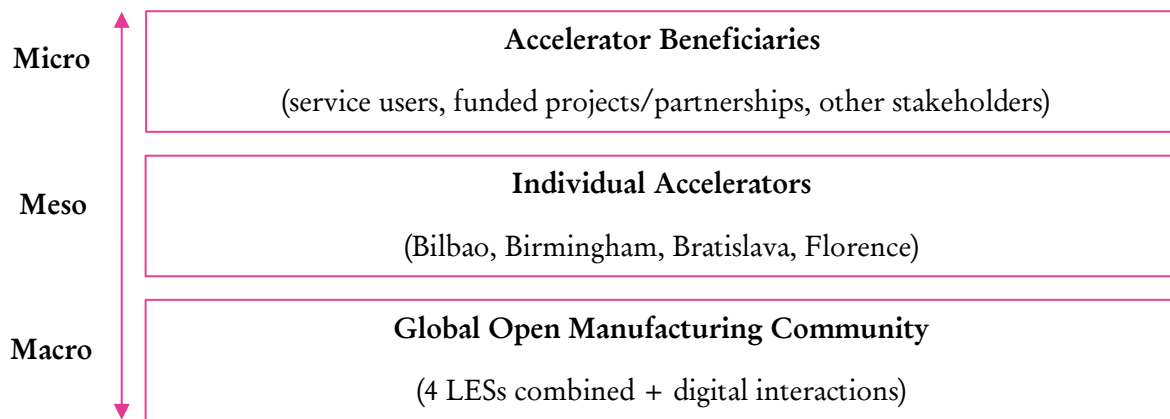 Micro
Accelerator Beneficiaries
(service users, funded projects/partnerships, other stakeholders)
Meso
Individual Accelerators
(Bilbao, Birmingham, Bratislava, Florence)
Macro
Global Open Manufacturing Community
(4 LESs combined + digital interactions)